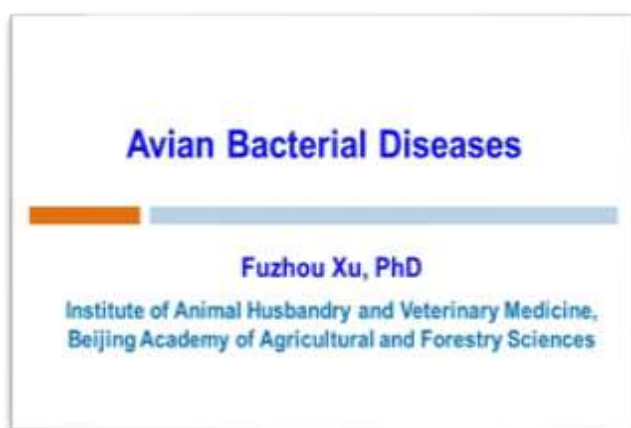 Avian Bacterial Diseases
Fuzhou Xu, PhD
Institute of Animal Husbandry and Veterinary Medicine,
Beijing Academy of Agricultural and Forestry Sciences